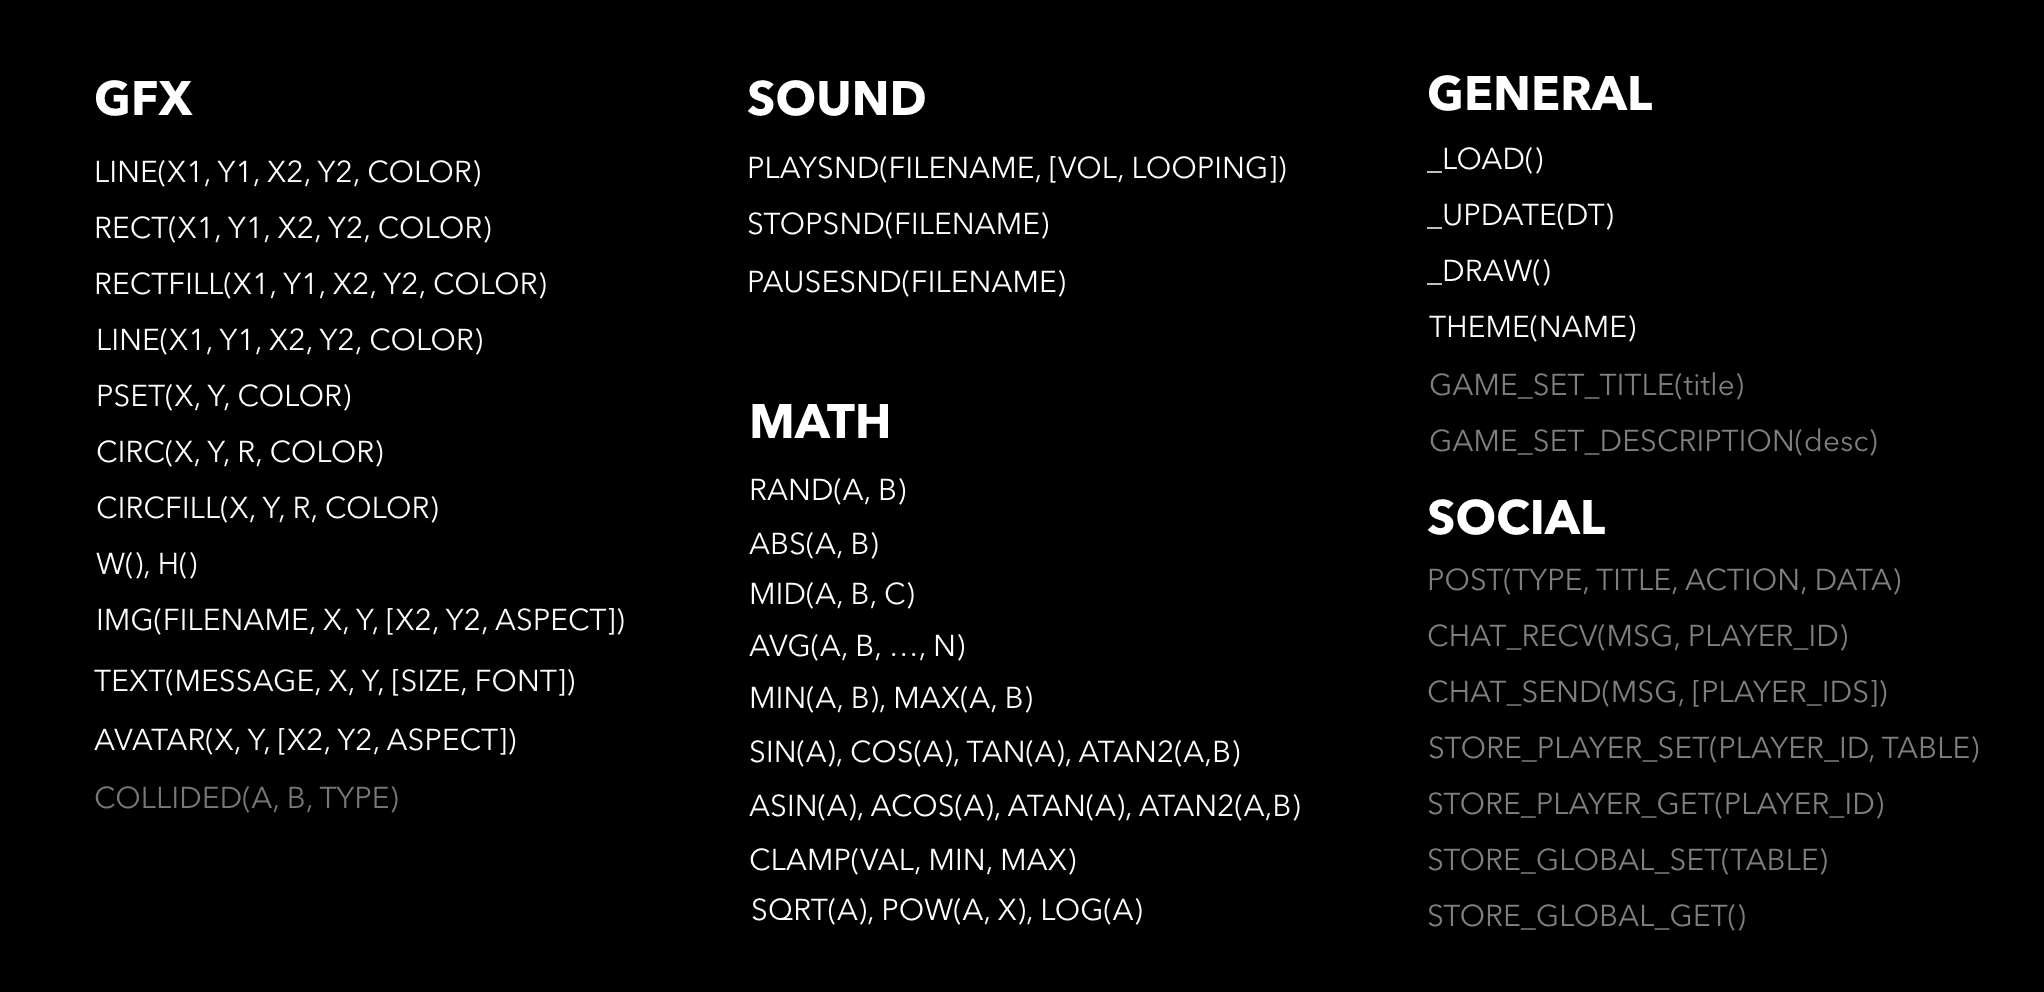 GFX
LINE(X1, Y1, X2, Y2, COLOR)
RECT(X1, Y1, X2, Y2, COLOR)
RECTFILL(X1, Y1, X2, Y2, COLOR)
LINE(X1, Y1, X2, Y2, COLOR)
PSET(X, Y, COLOR)
CIRC(X, Y, R, COLOR)
CIRCFILL(X, Y, R, COLOR)
W(), H()
IMG(FILENAME, X, Y, [X2, Y2, ASPECT])
TEXT(MESSAGE, X, Y, [SIZE, FONT])
AVATAR(X, Y, [X2, Y2, ASPECT])
COLLIDED(A, B, TYPE)
SOUND
PLAYSND(FILENAME, [VOL, LOOPING])
STOPSND(FILENAME)
PAUSESND(FILENAME)
MATH
RAND(A, B)
ABS(A, B)
MID(A, B, C)
AVG(A, B, …, N)
MIN(A, B), MAX(A, B)
SIN(A), COS(A), TAN(A), ATAN2(A,B)
ASIN(A), ACOS(A), ATAN(A), ATAN2(A,B)
CLAMP(VAL, MIN, MAX)
SQRT(A), POW(A, X), LOG(A)
GENERAL
_LOAD()
_UPDATE(DT)
_DRAW()
THEME(NAME)
GAME_SET_TITLE(title)
GAME_SET_DESCRIPTION(desc)
SOCIAL
POST(TYPE, TITLE, ACTION, DATA)
CHAT_RECV(MSG, PLAYER_ID)
CHAT_SEND(MSG, [PLAYER_IDS])
STORE_PLAYER_SET(PLAYER_ID, TABLE)
STORE_PLAYER_GET(PLAYER_ID)
STORE_GLOBAL_SET(TABLE)
STORE_GLOBAL_GET()